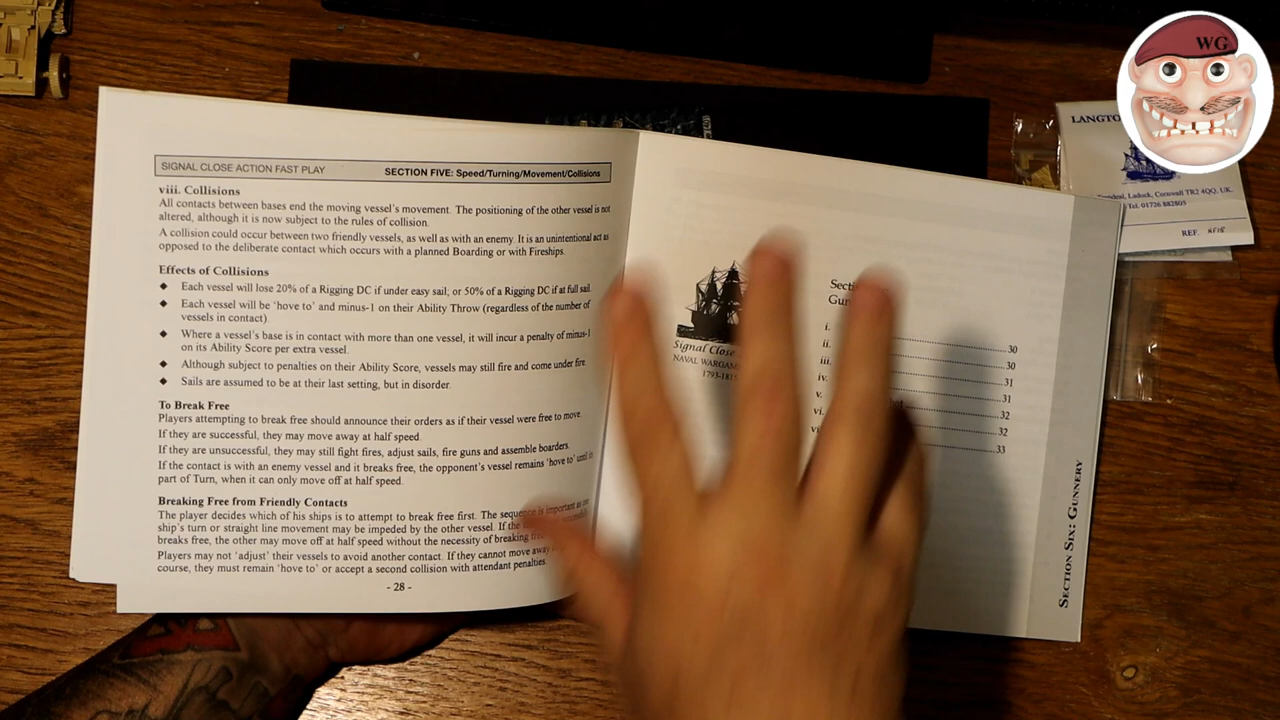 WG
LANGTO
Ladock, Cornwall TR2 4QQ. UK.
Tel. 01726 882805
REF.
SIGNAL CLOSE ACTION FAST PLAY
SECTION FIVE: Speed/Turning/Movement/Collisions
viii. Collisions
All contacts between bases end the moving vessel's movement. The positioning of the other vessel is not
altered, although it is now subject to the rules of collision.
A collision could occur between two friendly vessels, as well as with an enemy. It is an unintentional act as
opposed to the deliberate contact which occurs with a planned Boarding or with Fireships.
Effects of Collisions
◆ Each vessel will lose 20% of a Rigging DC if under easy sail; or 50% of a Rigging DC if at full sail.
◆ Each vessel will be 'hove to' and minus-1 on their Ability Throw (regardless of the number of
vessels in contact)
◆ Where a vessel's base is in contact with more than one vessel, it will incur a penalty of minus-1
on its Ability Score per extra vessel.
◆ Although subject to penalties on their Ability Score, vessels may still fire and come under fire.
◆ Sails are assumed to be at their last setting, but in disorder.
To Break Free
Players attempting to break free should announce their orders as if their vessel were free to move.
If they are successful, they may move away at half speed.
If they are unsuccessful, they may still fight fires, adjust sails, fire guns and assemble boarders.
If the contact is with an enemy vessel and it breaks free, the opponent's vessel remains 'hove to' until its
part of Turn, when it can only move off at half speed.
Breaking Free from Friendly Contacts
The player decides which of his ships is to attempt to break free first. The sequence is important as one
ship's turn or straight line movement may be impeded by the other vessel. If the
breaks free, the other may move off at half speed without the necessity of breaking
Players may not 'adjust' their vessels to avoid another contact. If they cannot move away
course, they must remain 'hove to' or accept a second collision with attendant penalties.
- 28 -
Signal Close
NAVAL WARGAM
1793-181
Secti
Gun
i.
ii. 30
iii. 30
iv. 31
v. 31
vi. 32
32
33
SECTION SIX: GUNNERY